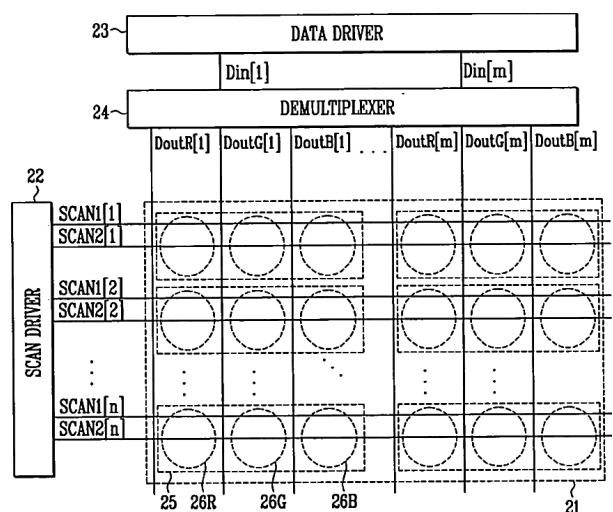 23
DATA DRIVER
Din[1]
Din[m]
24
DEMULTIPLEXER
DoutR[1] DoutG[1] DoutB[1] . . . DoutR[m] DoutG[m] DoutB[m]
22
SCAN DRIVER
SCAN1[1]
SCAN2[1]
SCAN1[2]
SCAN2[2]
SCAN1[n]
SCAN2[n]
25 26R 26G 26B 21